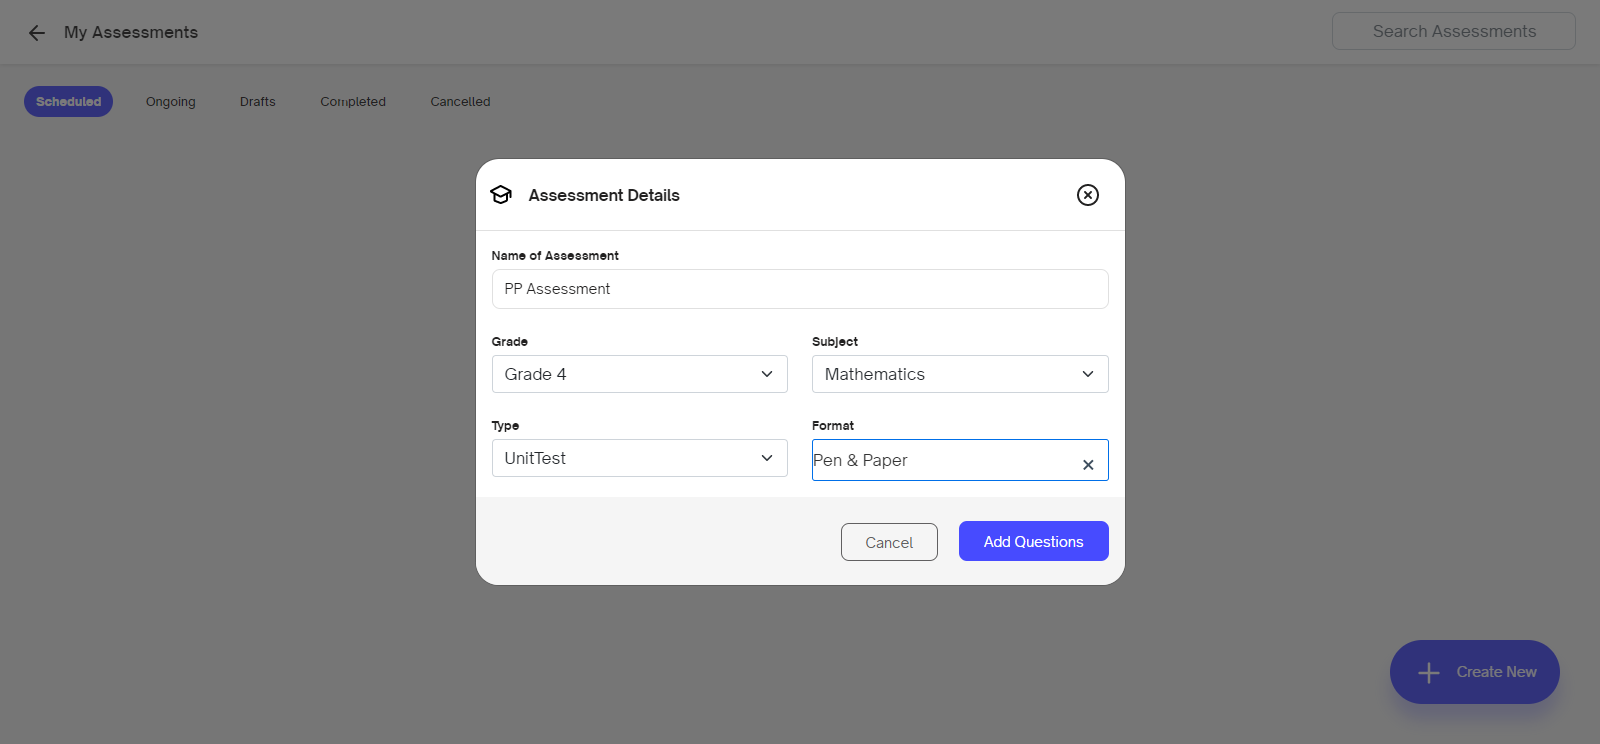 My Assessments
Search Assessments
Scheduled
Ongoing
Drafts
Completed
Cancelled
Assessment Details
Name of Assessment
PP Assessment
Grade
Subject
Grade 4
Mathematics
Type
Format
UnitTest
Pen & Paper
Cancel
Add Questions
Create New